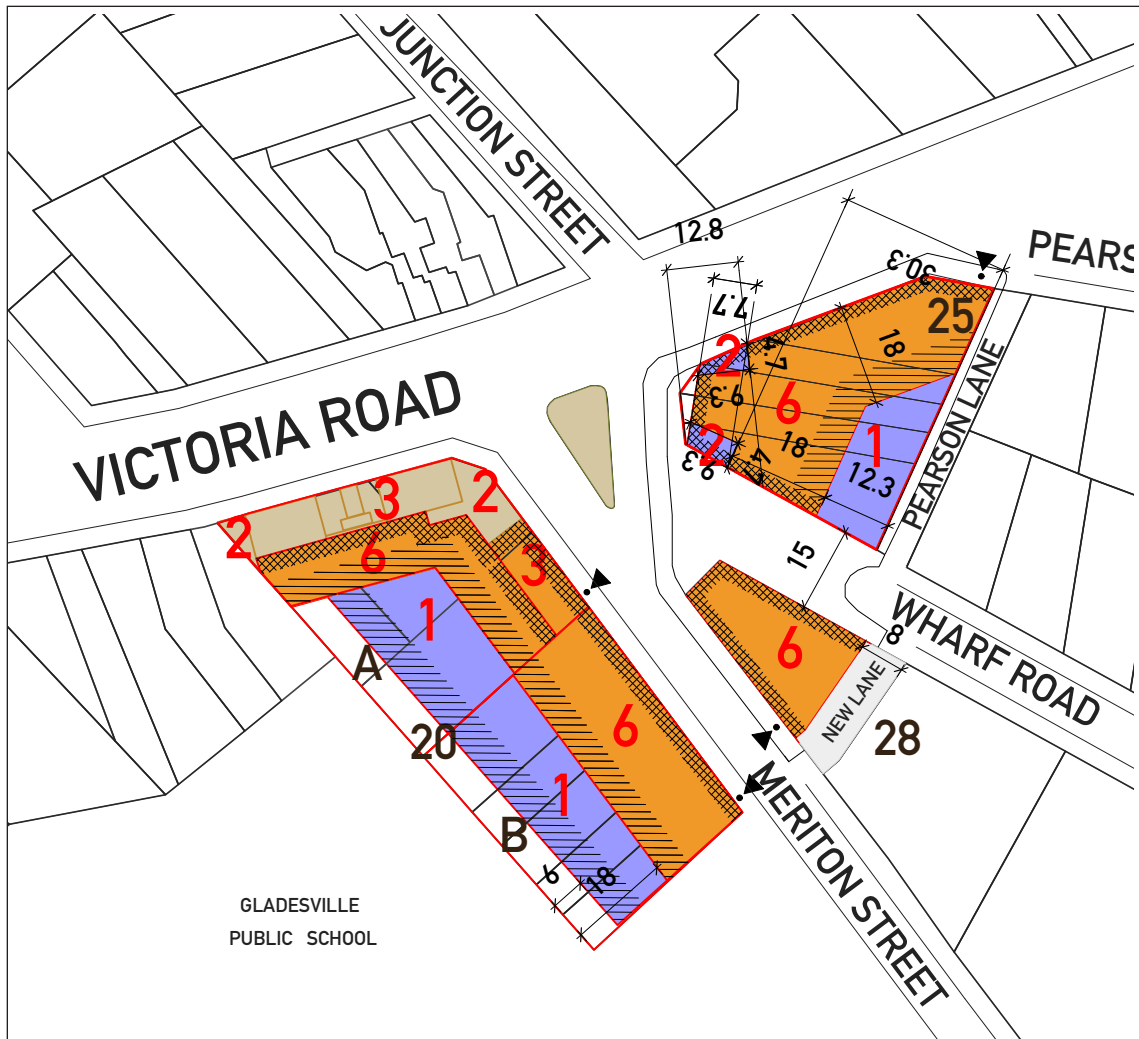 JUNCTION STREET
12.8
PEARS
30.3
7.7
25
18
2
4.7
9.3
6
PEARSON LANE
VICTORIA ROAD
2
18
1
12.3
9.3
4.7
3
2
2
6
3
15
1
6
8
WHARF ROAD
A
NEW LANE
28
20
6
MERITON STREET
1
B
6
18
GLADESVILLE
PUBLIC SCHOOL